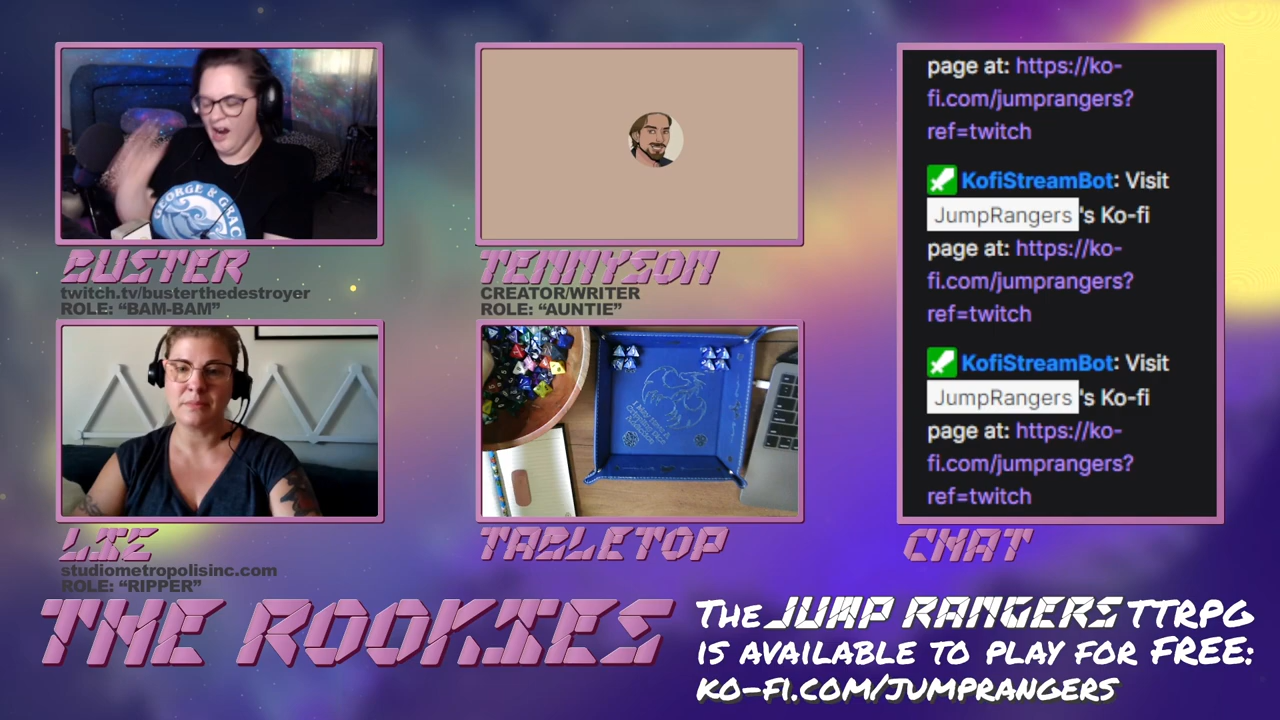 GEORGE & GRAC
BUSTER
twitch.tv/busterthedestroyer
ROLE: “BAM-BAM”
TENNYSON
CREATOR/WRITER
ROLE: “AUNTIE”
LIZ
studiometropolisinc.com
ROLE: “RIPPER”
TABLETOP
page at: https://ko-
fi.com/jumprangers?
ref=twitch
KofiStreamBot: Visit
JumpRangers's Ko-fi
page at: https://ko-
fi.com/jumprangers?
ref=twitch
KofiStreamBot: Visit
JumpRangers's Ko-fi
page at: https://ko-
fi.com/jumprangers?
ref=twitch
CHAT
THE ROOKIES
THE JUMP RANGERS TTRPG
IS AVAILABLE TO PLAY FOR FREE:
KO-FI.COM/JUMPRANGERS